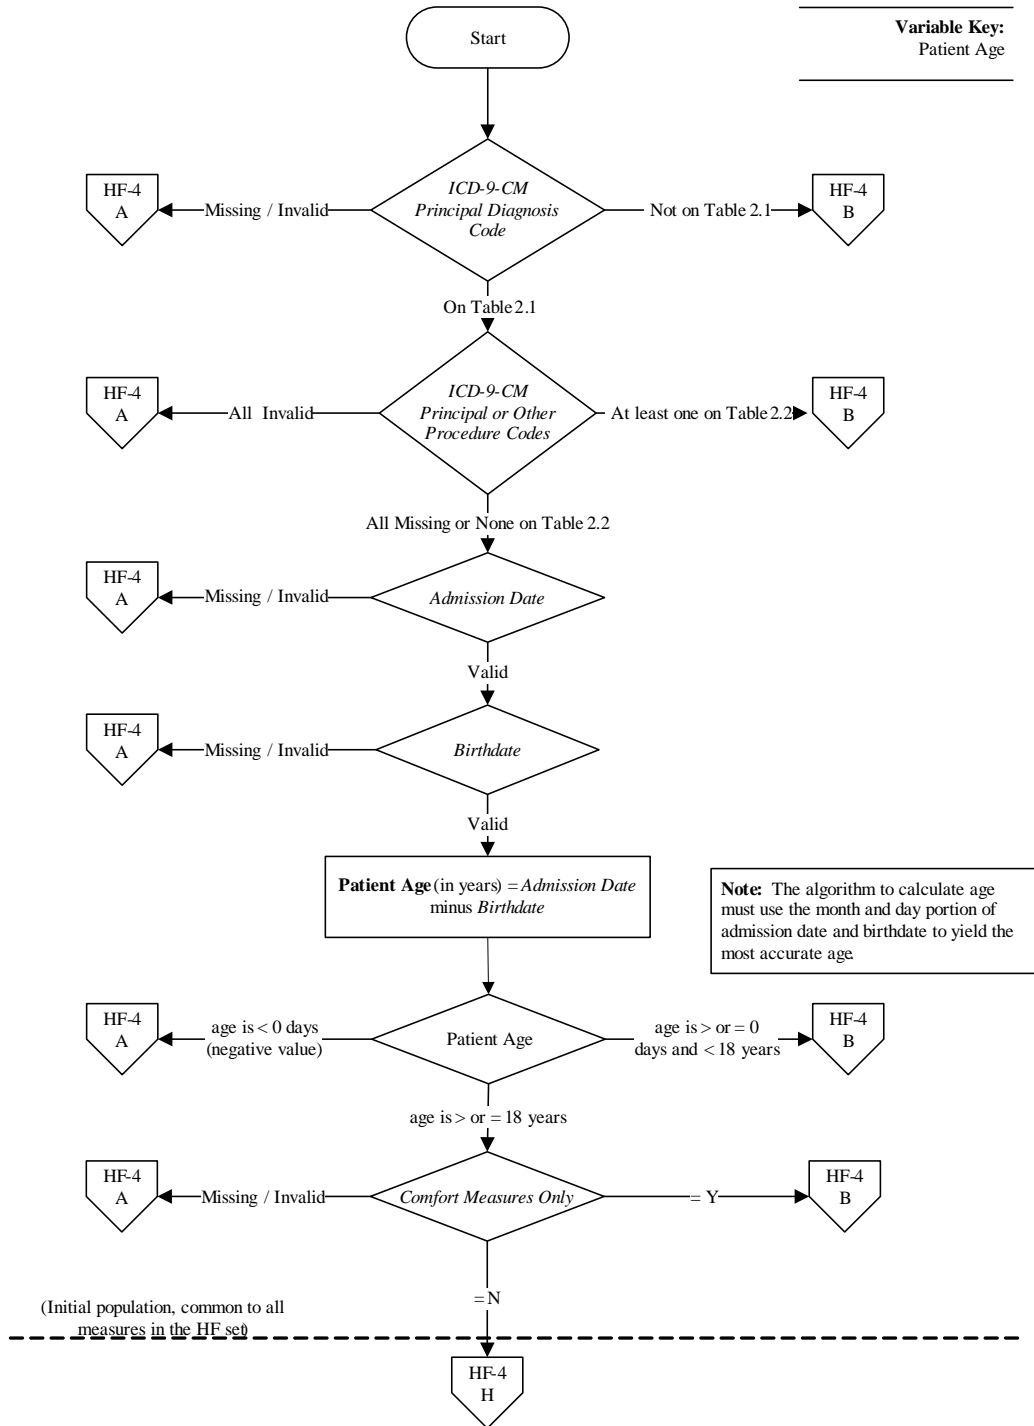 Start
Variable Key:
Patient Age
HF-4
A
Missing / Invalid
ICD-9-CM
Principal Diagnosis
Code
Not on Table 2.1
HF-4
B
On Table 2.1
HF-4
A
All Invalid
ICD-9-CM
Principal or Other
Procedure Codes
At least one on Table 2.2
HF-4
B
All Missing or None on Table 2.2
HF-4
A
Missing / Invalid
Admission Date
Valid
HF-4
A
Missing / Invalid
Birthdate
Valid
Patient Age (in years) = Admission Date
minus Birthdate
Note: The algorithm to calculate age
must use the month and day portion of
admission date and birthdate to yield the
most accurate age.
HF-4
A
age is < 0 days
(negative value)
Patient Age
age is > or = 0
days and < 18 years
HF-4
B
age is > or = 18 years
HF-4
A
Missing / Invalid
Comfort Measures Only
= Y
HF-4
B
= N
(Initial population, common to all
measures in the HF set)
HF-4
H